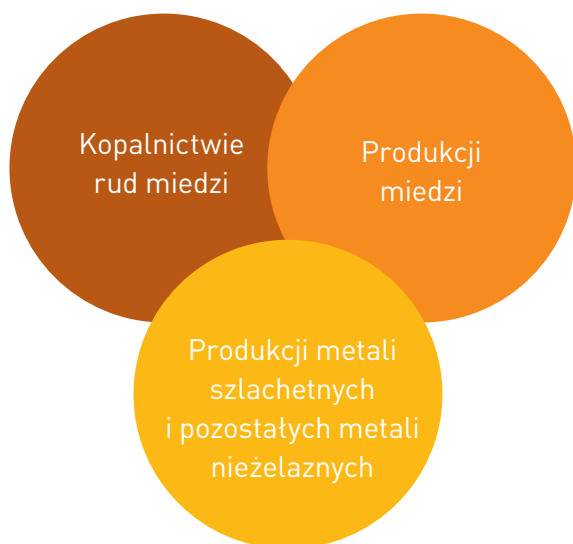 Kopalnictwie
rud miedzi
Produkcji
miedzi
Produkcji metali
szlachetnych
i pozostałych metali
nieżelaznych